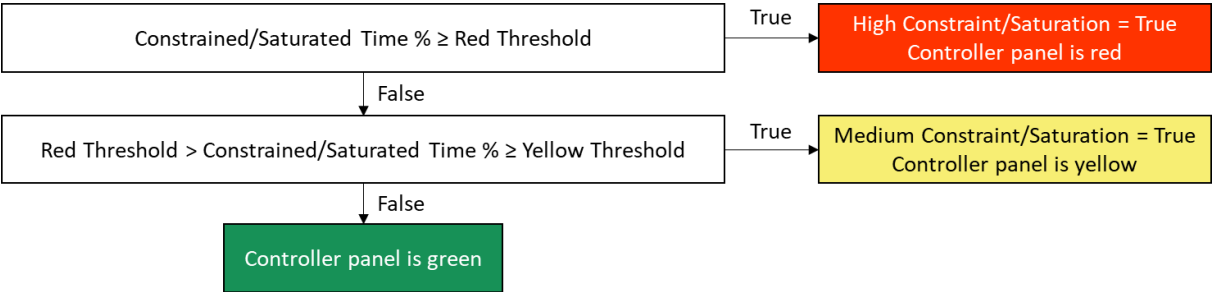 Constrained/Saturated Time % ≥ Red Threshold
True
High Constraint/Saturation = True
Controller panel is red
False
Red Threshold > Constrained/Saturated Time % ≥ Yellow Threshold
True
Medium Constraint/Saturation = True
Controller panel is yellow
False
Controller panel is green